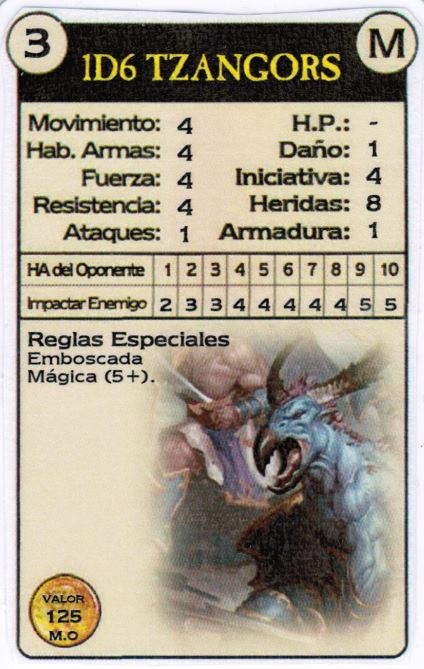 3
M
1D6 TZANGORS
Movimiento: 4 H.P.: -
Hab. Armas: 4 Daño: 1
Fuerza: 4 Iniciativa: 4
Resistencia: 4 Heridas: 8
Ataques: 1 Armadura: 1
HA del Oponente 1 2 3 4 5 6 7 8 9 10
Impactar Enemigo 2 3 3 4 4 4 4 4 5 5
Reglas Especiales
Emboscada
Mágica (5+).
VALOR
125
M.O